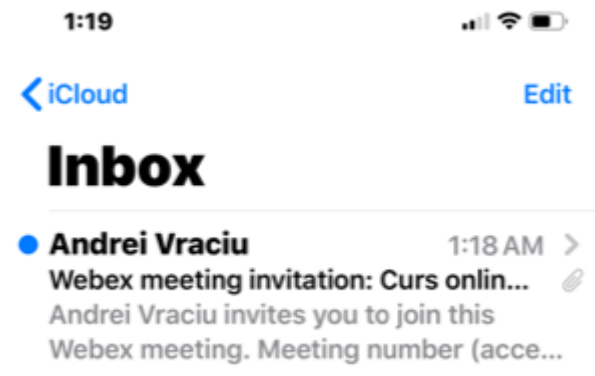 1:19
iCloud
Edit
Inbox
Andrei Vraciu 1:18 AM
Webex meeting invitation: Curs onlin...
Andrei Vraciu invites you to join this
Webex meeting. Meeting number (acce...